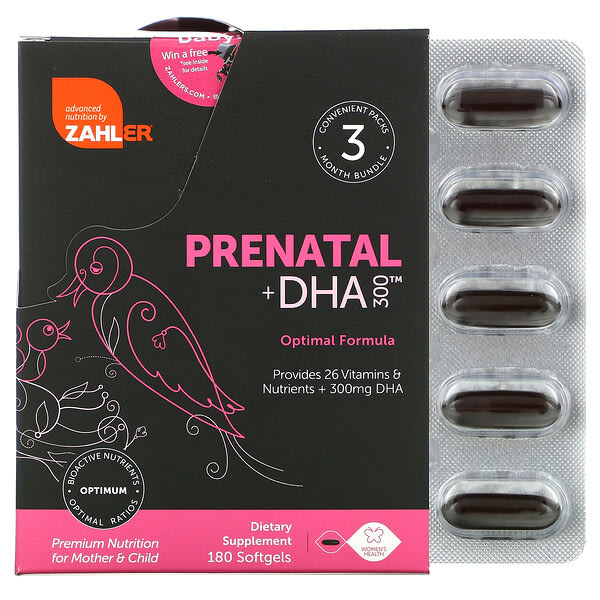 Baby
Win a free
*see inside
for details
ZAHLERS.COM
advanced
nutrition by
ZAHLER
CONVENIENT PACKS
3
MONTH BUNDLE
PRENATAL
+DHA 300™
Optimal Formula
Provides 26 Vitamins &
Nutrients + 300mg DHA
BIOACTIVE NUTRIENTS
OPTIMUM
OPTIMAL RATIOS
Premium Nutrition
for Mother & Child
Dietary
Supplement
180 Softgels
WOMEN'S
HEALTH